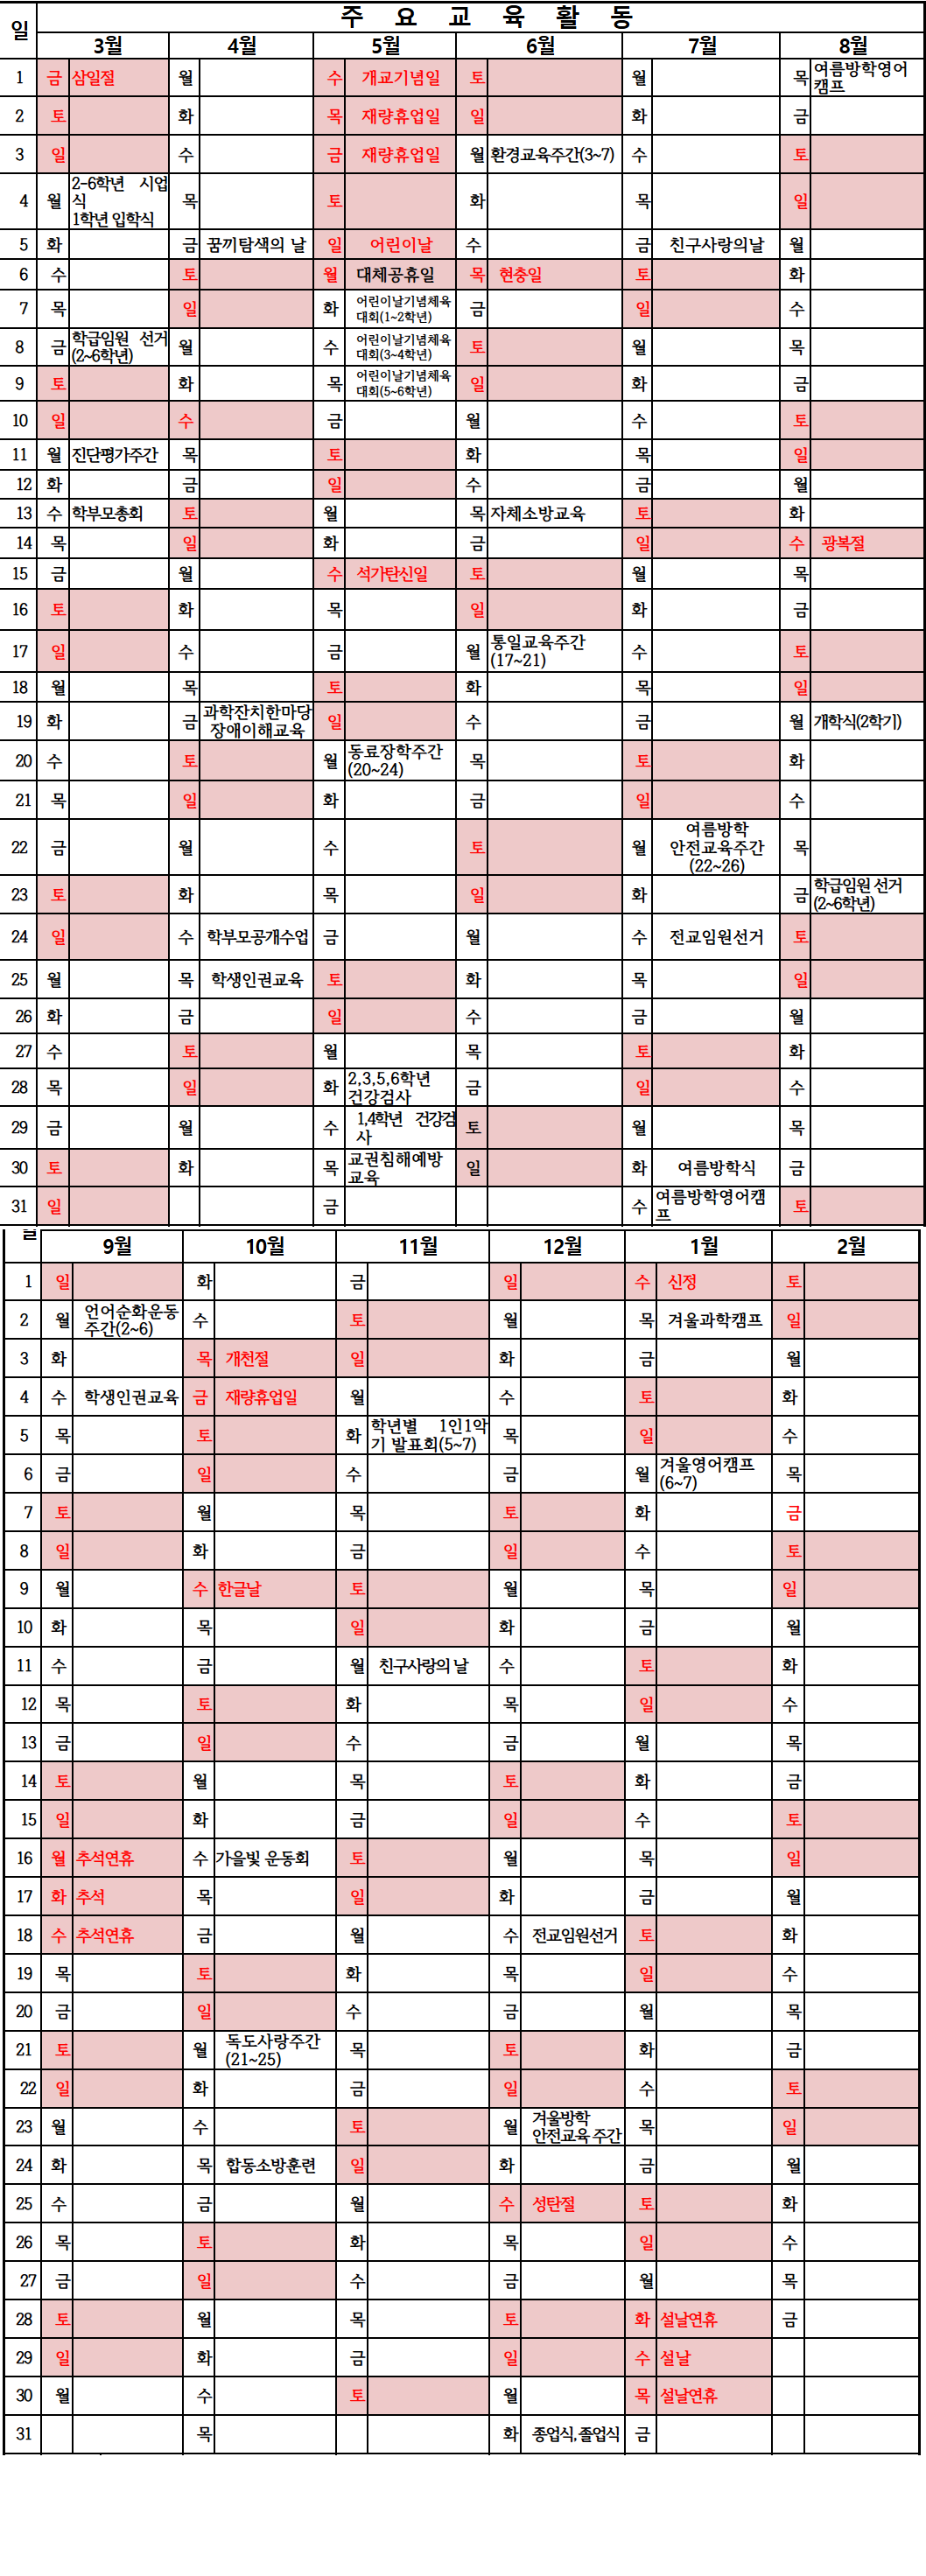 일 주 요 교 육 활 동
3월 4월 5월 6월 7월 8월
1 금 삼일절 월 수 개교기념일 토 월 목 여름방학영어
캠프
2 토 화 목 재량휴업일 일 화 금
3 일 수 금 재량휴업일 월 환경교육주간(3~7) 수 토
4 월 2-6학년 시업
식
1학년 입학식 목 토 화 목 일
5 화 금 꿈끼탐색의 날 일 어린이날 수 금 친구사랑의날 월
6 수 토 월 대체공휴일 목 현충일 토 화
7 목 일 화 어린이날기념체육
대회(1~2학년) 금 일 수
8 금 학급임원 선거
(2~6학년) 월 수 어린이날기념체육
대회(3~4학년) 토 월 목
9 토 화 목 어린이날기념체육
대회(5~6학년) 일 화 금
10 일 수 금 월 수 토
11 월 진단평가주간 목 토 화 목 일
12 화 금 일 수 금 월
13 수 학부모총회 토 월 목 자체소방교육 토 화
14 목 일 화 금 일 수 광복절
15 금 월 수 석가탄신일 토 월 목
16 토 화 목 일 화 금
17 일 수 금 월 통일교육주간
(17~21) 수 토
18 월 목 토 화 목 일
19 화 금 과학잔치한마당
장애이해교육 일 수 금 월 개학식(2학기)
20 수 토 월 동료장학주간
(20~24) 목 토 화
21 목 일 화 금 일 수
22 금 월 수 토 월 여름방학
안전교육주간
(22~26) 목
23 토 화 목 일 화 금 학급임원 선거
(2~6학년)
24 일 수 학부모공개수업 금 월 수 전교임원선거 토
25 월 목 학생인권교육 토 화 목 일
26 화 금 일 수 금 월
27 수 토 월 목 토 화
28 목 일 화 2,3,5,6학년
건강검사 금 일 수
29 금 월 수 1,4학년 건강검
사 토 월 목
30 토 화 목 교권침해예방
교육 일 화 여름방학식 금
31 일 금 수 여름방학영어캠
프 토
일 9월 10월 11월 12월 1월 2월
1 일 화 금 일 수 신정 토
2 월 언어순화운동
주간(2~6) 수 토 월 목 겨울과학캠프 일
3 화 목 개천절 일 화 금 월
4 수 학생인권교육 금 재량휴업일 월 수 토 화
5 목 토 화 학년별 1인1악
기 발표회(5~7) 목 일 수
6 금 일 수 금 월 겨울영어캠프
(6~7) 목
7 토 월 목 토 화 금
8 일 화 금 일 수 토
9 월 수 한글날 토 월 목 일
10 화 목 일 화 금 월
11 수 금 월 친구사랑의 날 수 토 화
12 목 토 화 목 일 수
13 금 일 수 금 월 목
14 토 월 목 토 화 금
15 일 화 금 일 수 토
16 월 추석연휴 수 가을빛 운동회 토 월 목 일
17 화 추석 목 일 화 금 월
18 수 추석연휴 금 월 수 전교임원선거 토 화
19 목 토 화 목 일 수
20 금 일 수 금 월 목
21 토 월 독도사랑주간
(21~25) 목 토 화 금
22 일 화 금 일 수 토
23 월 수 토 월 겨울방학
안전교육 주간 목 일
24 화 목 합동소방훈련 일 화 금 월
25 수 금 월 수 성탄절 토 화
26 목 토 화 목 일 수
27 금 일 수 금 월 목
28 토 월 목 토 화 설날연휴 금
29 일 화 금 일 수 설날
30 월 수 토 월 목 설날연휴
31 목 화 종업식, 졸업식 금